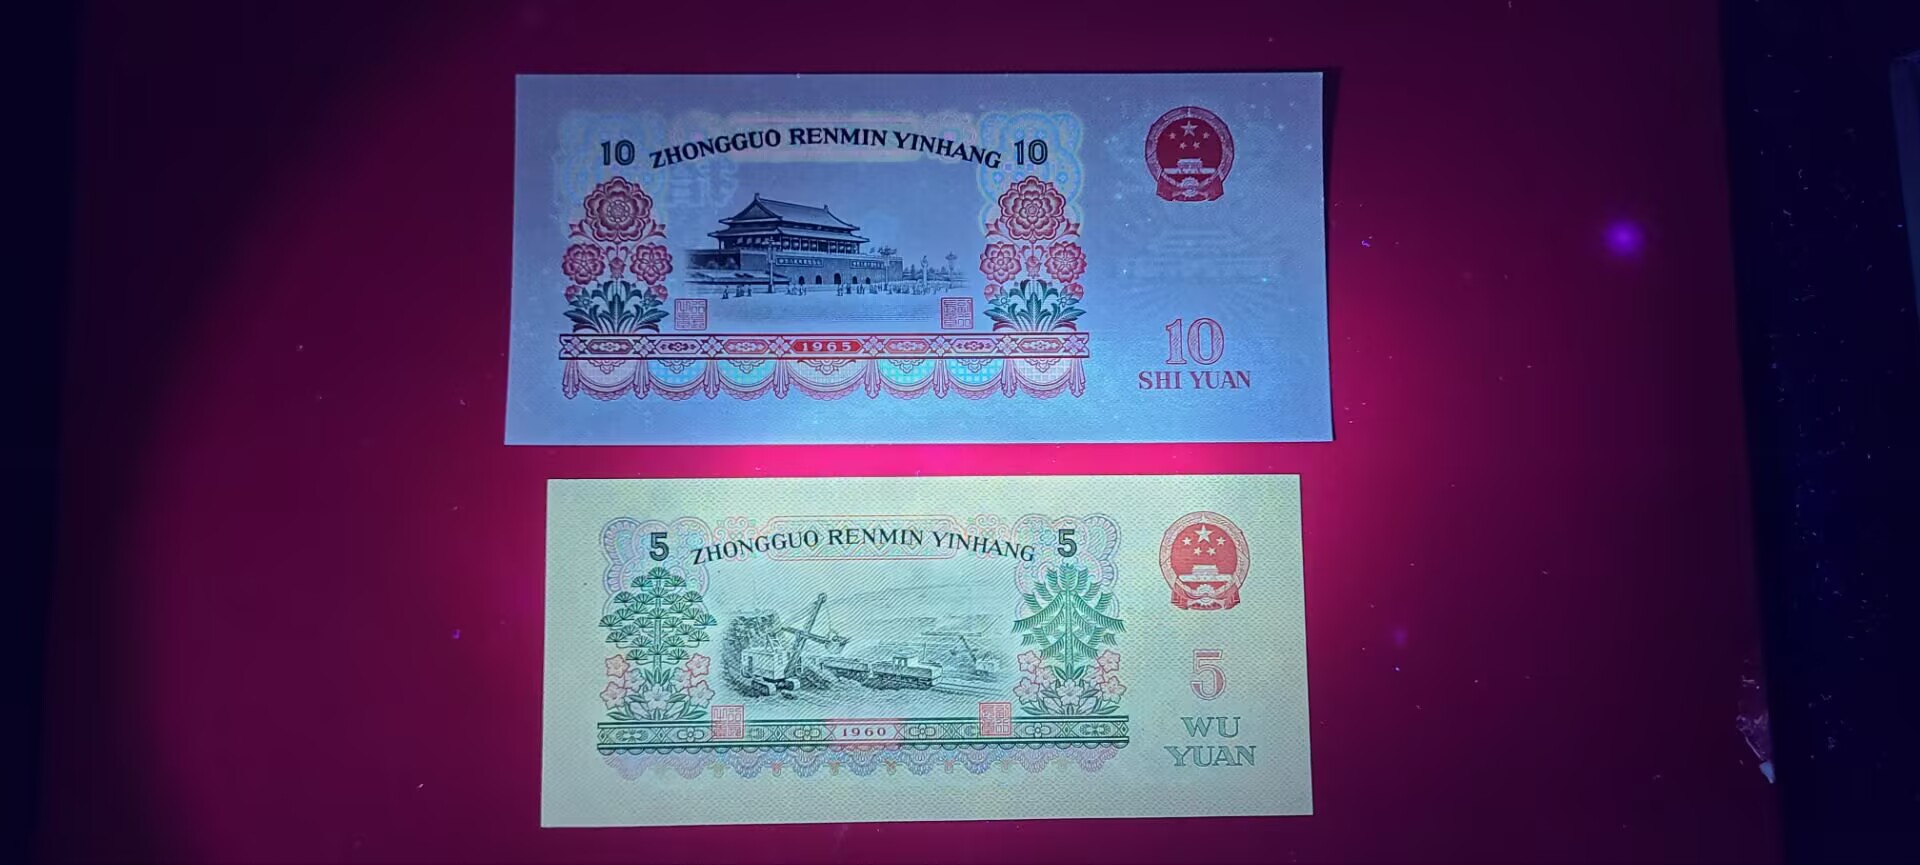 10 ZHONGGUO RENMIN YINHANG 10
1965
10
SHI YUAN
5 ZHONGGUO RENMIN YINHANG 5
1960
5
WU
YUAN